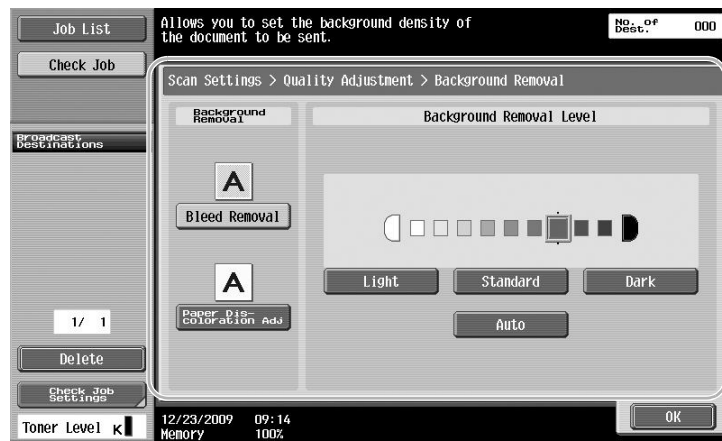 Job List
Allows you to set the background density of
the document to be sent.
No. of
Dest.
000
Check Job
Scan Settings > Quality Adjustment > Background Removal
Background
Removal
Background Removal Level
Broadcast
Destinations
A
Bleed Removal
Light
Standard
Dark
A
Paper Dis-
coloration Adj
Auto
1/ 1
Delete
Check Job
Settings
Toner Level K
12/23/2009 09:14
Memory 100%
OK